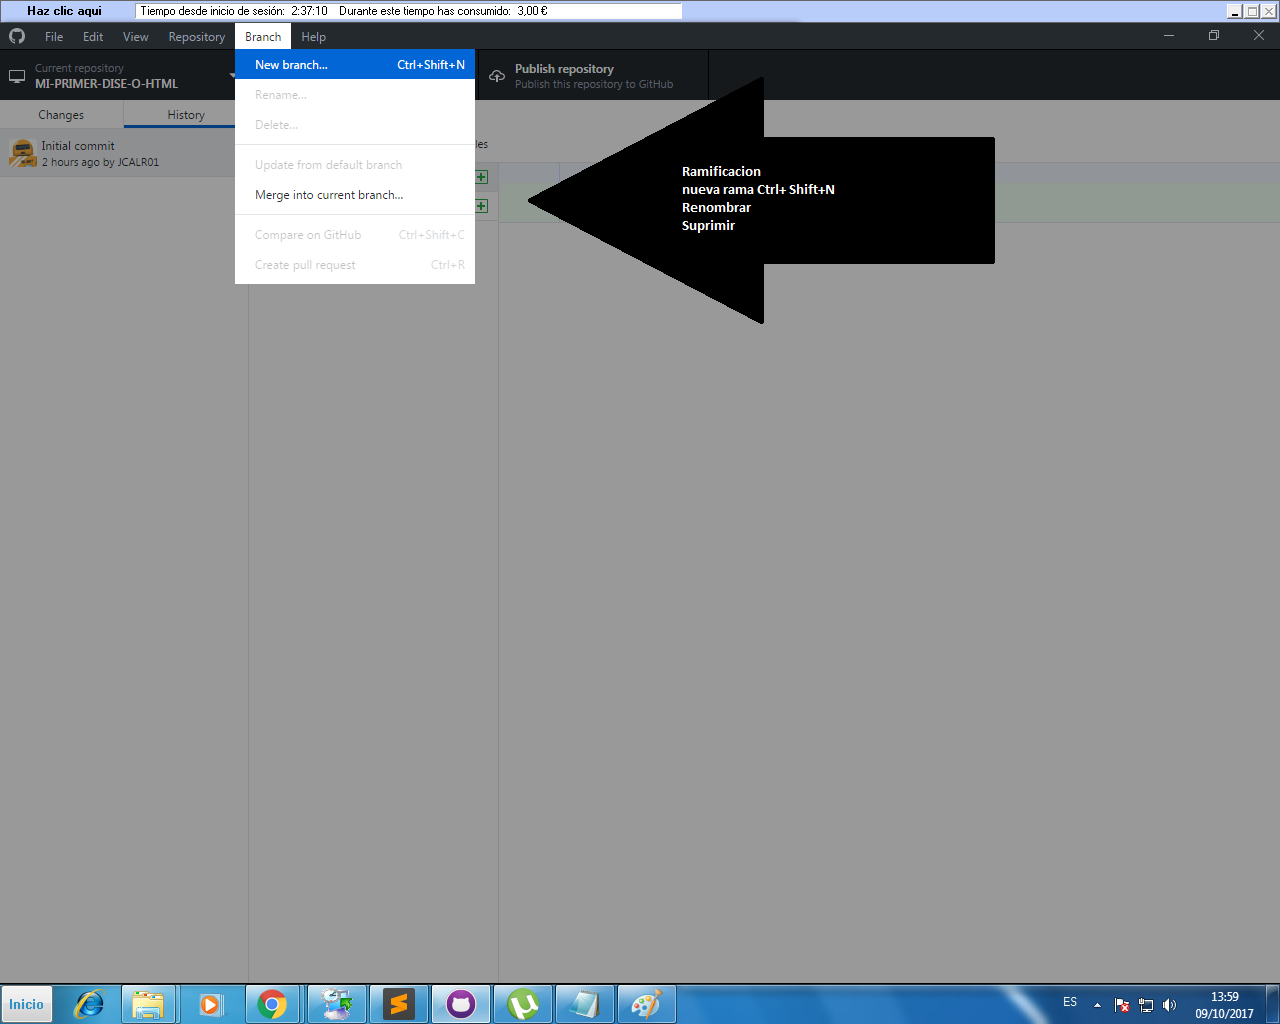 Haz clic aqui
Tiempo desde inicio de sesión: 2:37:10 Durante este tiempo has consumido: 3,00 €
File Edit View Repository Branch Help
Current repository
MI-PRIMER-DISE-O-HTML
Publish repository
Publish this repository to GitHub
New branch... Ctrl+Shift+N
Rename...
Delete...
Update from default branch
Merge into current branch...
Compare on GitHub Ctrl+Shift+C
Create pull request Ctrl+R
Changes History
Initial commit
2 hours ago by JCALR01
les
Ramificacion
nueva rama Ctrl+ Shift+N
Renombrar
Suprimir
Inicio
ES
13:59
09/10/2017